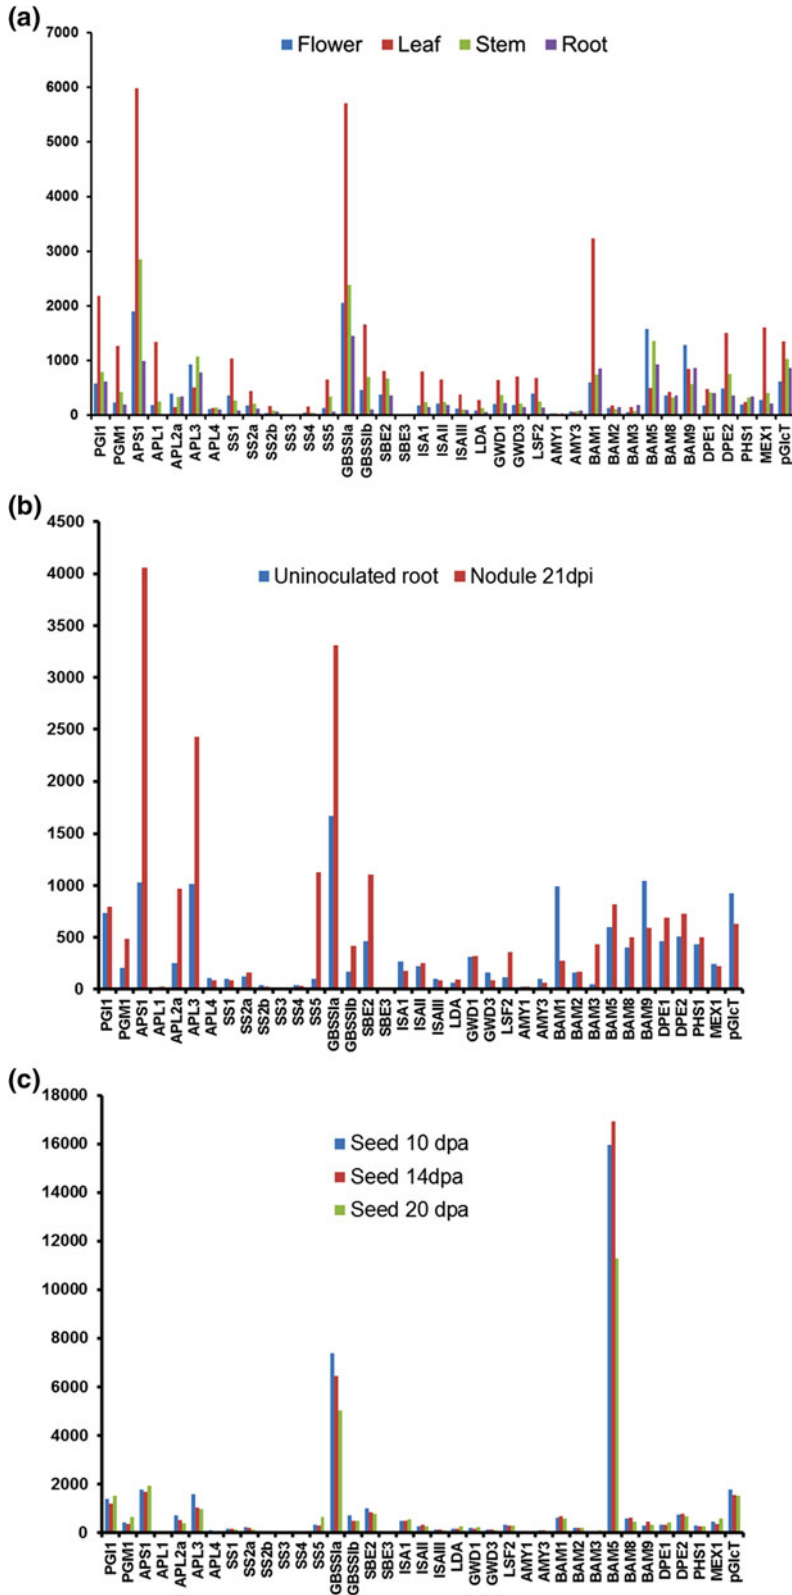 (a)
Flower Leaf Stem Root
7000
6000
5000
4000
3000
2000
1000
0
PGI1 PGM1 APS1 APL1 APL2a APL3 APL4 SS1 SS2a SS2b SS3 SS4 SS5 GBSSIa GBSSIb SBE2 SBE3 ISA1 ISAII ISAIII LDA GWD1 GWD3 LSF2 AMY1 AMY3 BAM1 BAM2 BAM3 BAM5 BAM8 BAM9 DPE1 DPE2 PHS1 MEX1 pGlcT
(b)
Uninoculated root Nodule 21dpi
4500
4000
3500
3000
2500
2000
1500
1000
500
0
PGI1 PGM1 APS1 APL1 APL2a APL3 APL4 SS1 SS2a SS2b SS3 SS4 SS5 GBSSIa GBSSIb SBE2 SBE3 ISA1 ISAII ISAIII LDA GWD1 GWD3 LSF2 AMY1 AMY3 BAM1 BAM2 BAM3 BAM5 BAM8 BAM9 DPE1 DPE2 PHS1 MEX1 pGlcT
(c)
Seed 10 dpa
Seed 14dpa
Seed 20 dpa
18000
16000
14000
12000
10000
8000
6000
4000
2000
0
PGI1 PGM1 APS1 APL1 APL2a APL3 APL4 SS1 SS2a SS2b SS3 SS4 SS5 GBSSIa GBSSIb SBE2 SBE3 ISA1 ISAII ISAIII LDA GWD1 GWD3 LSF2 AMY1 AMY3 BAM1 BAM2 BAM3 BAM5 BAM8 BAM9 DPE1 DPE2 PHS1 MEX1 pGlcT